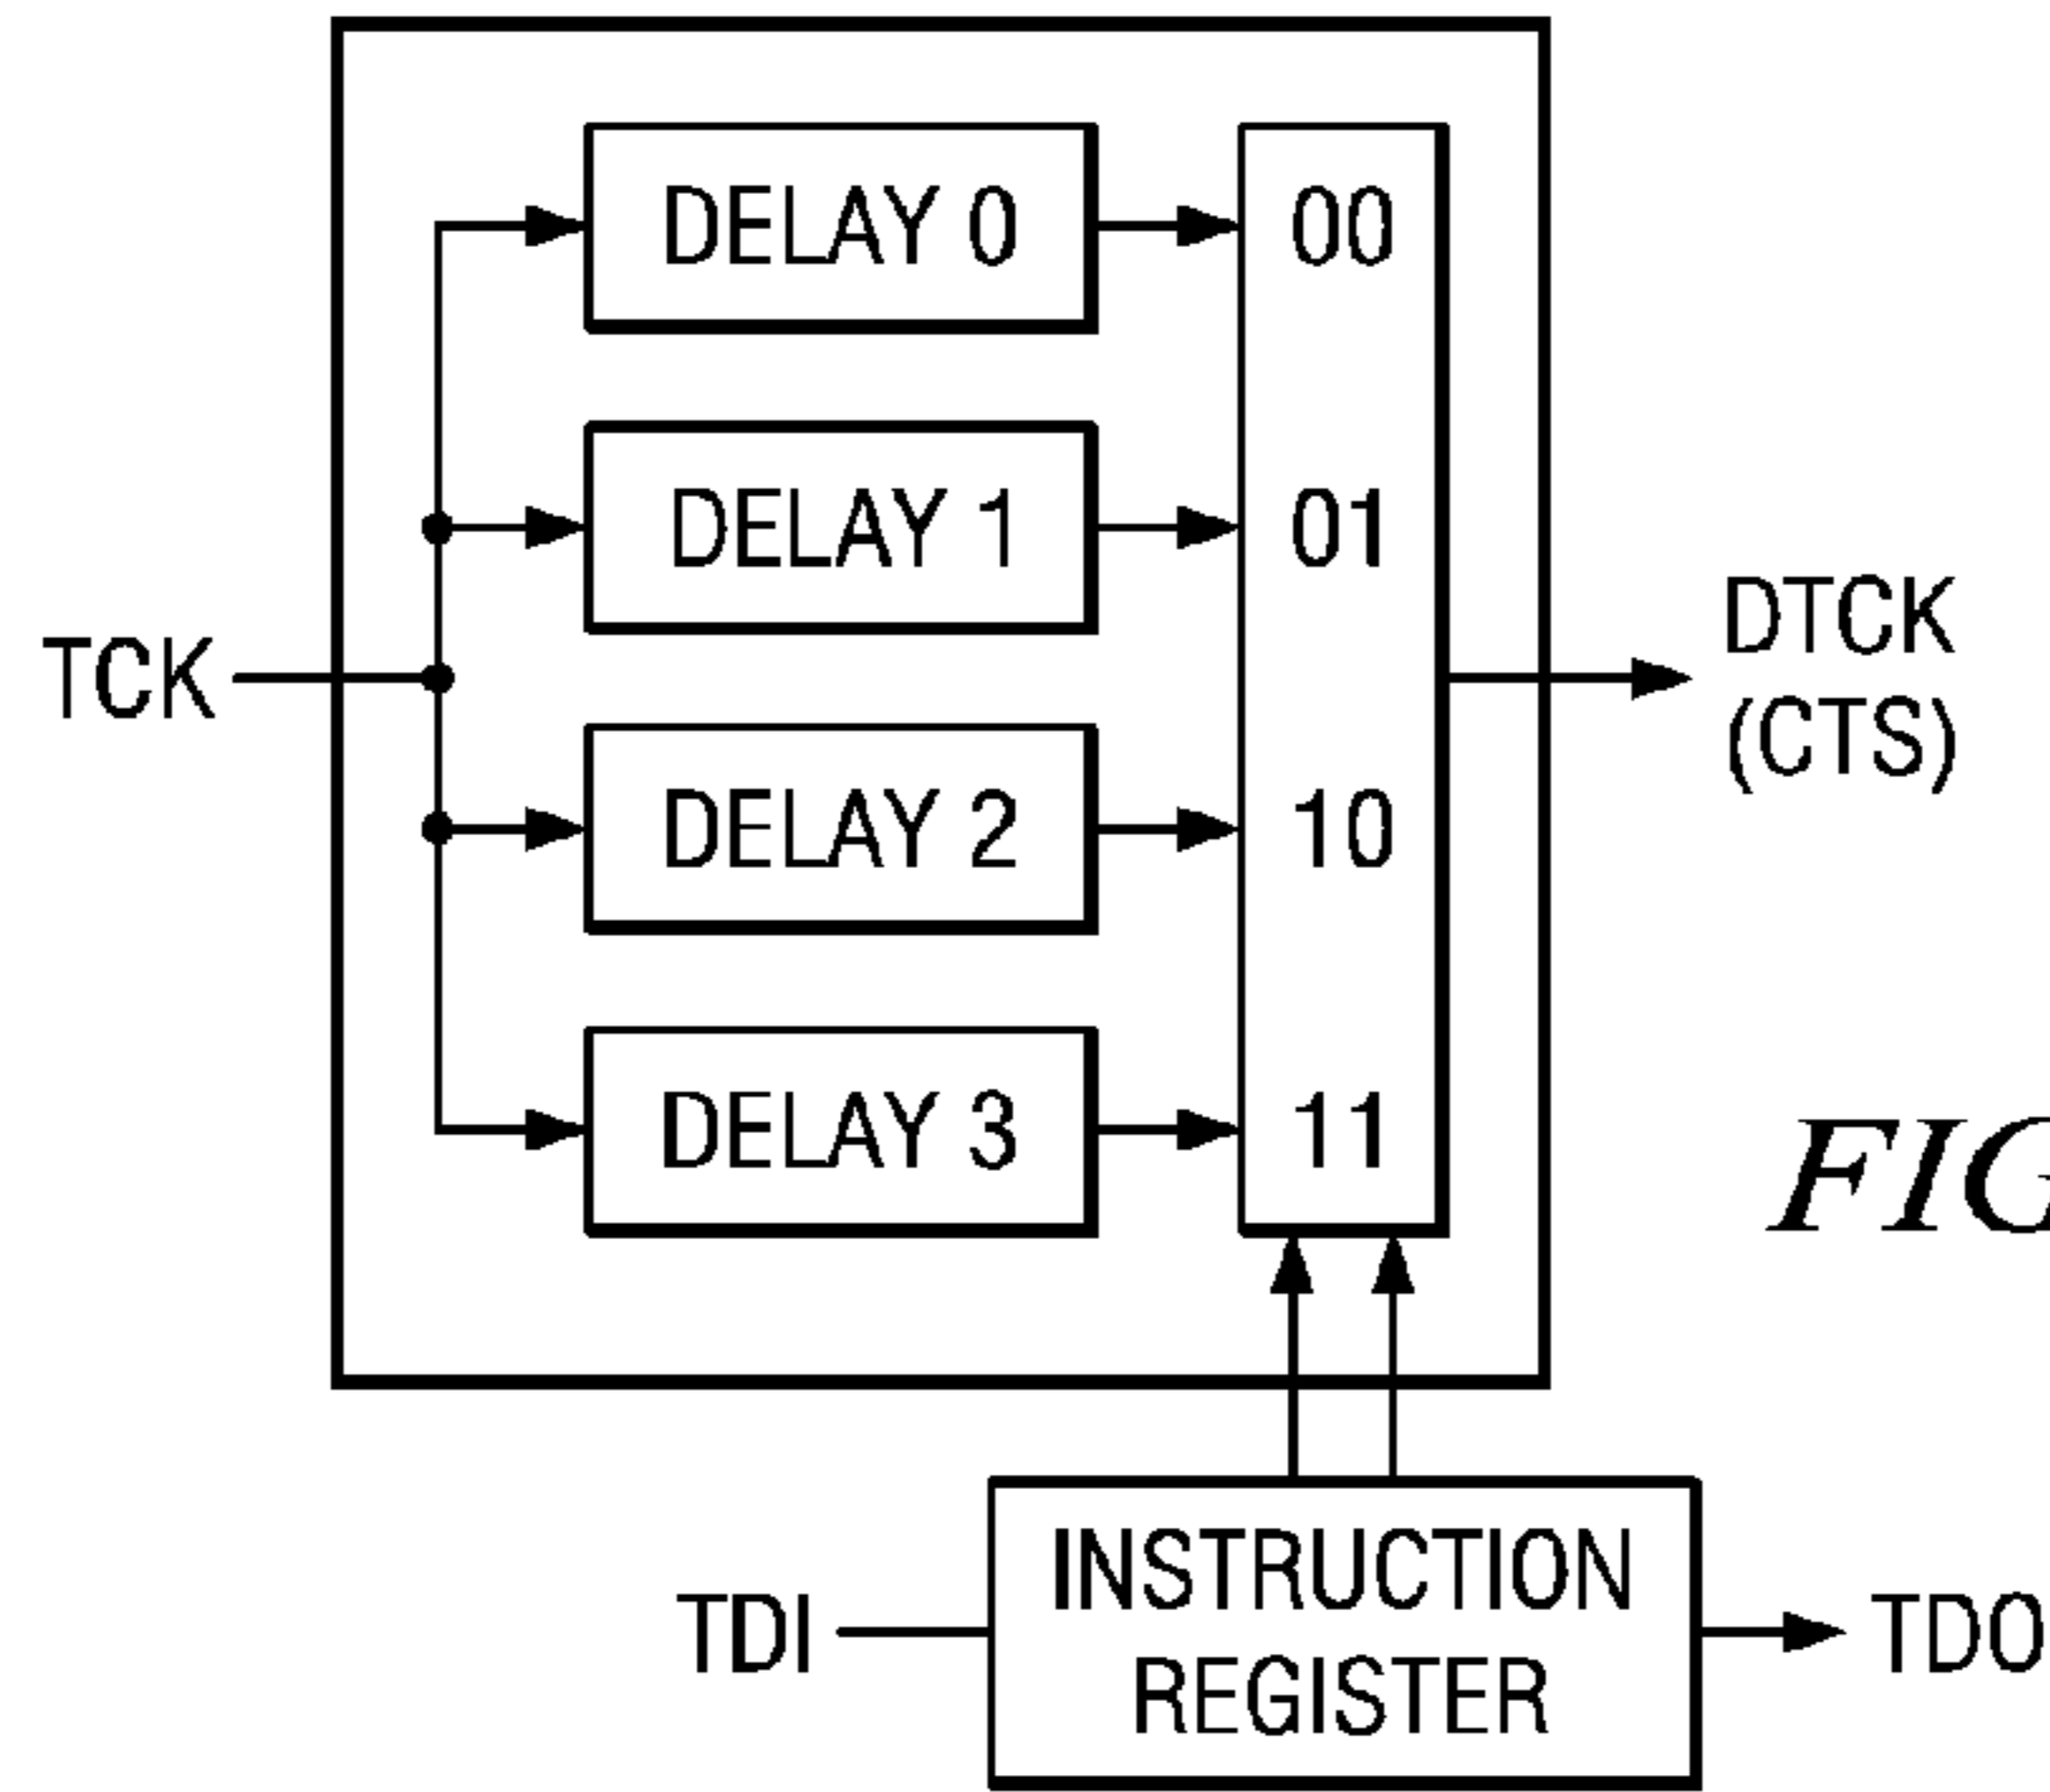 DELAY 0
00
DELAY 1
01
TCK
DTCK
(CTS)
DELAY 2
10
DELAY 3
11
FIG
INSTRUCTION
REGISTER
TDI
TDO